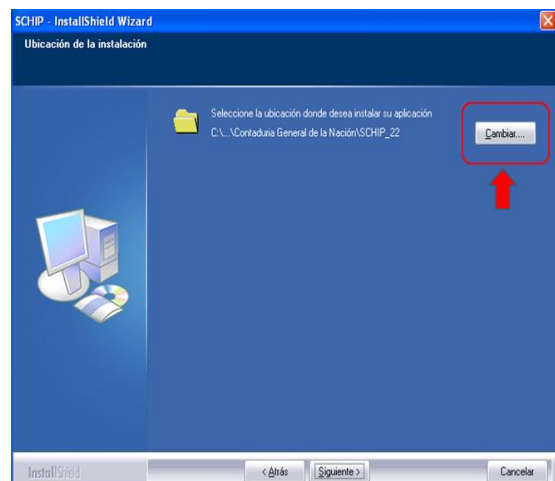 SCHIP - InstallShield Wizard
Ubicación de la instalación
Seleccione la ubicación donde desea instalar su aplicación
C:\...\Contaduria General de la Nación\SCHIP_22
Cambiar....
InstallShield
< Atrás
Siguiente >
Cancelar